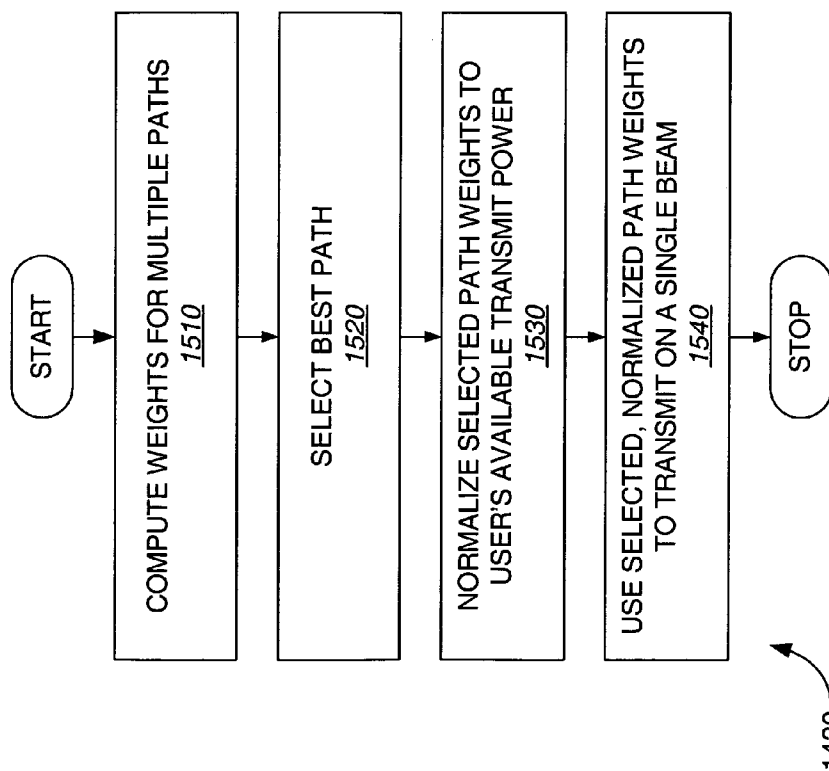 START
COMPUTE WEIGHTS FOR MULTIPLE PATHS
1510
SELECT BEST PATH
1520
NORMALIZE SELECTED PATH WEIGHTS TO
USER'S AVAILABLE TRANSMIT POWER
1530
USE SELECTED, NORMALIZED PATH WEIGHTS
TO TRANSMIT ON A SINGLE BEAM
1540
STOP